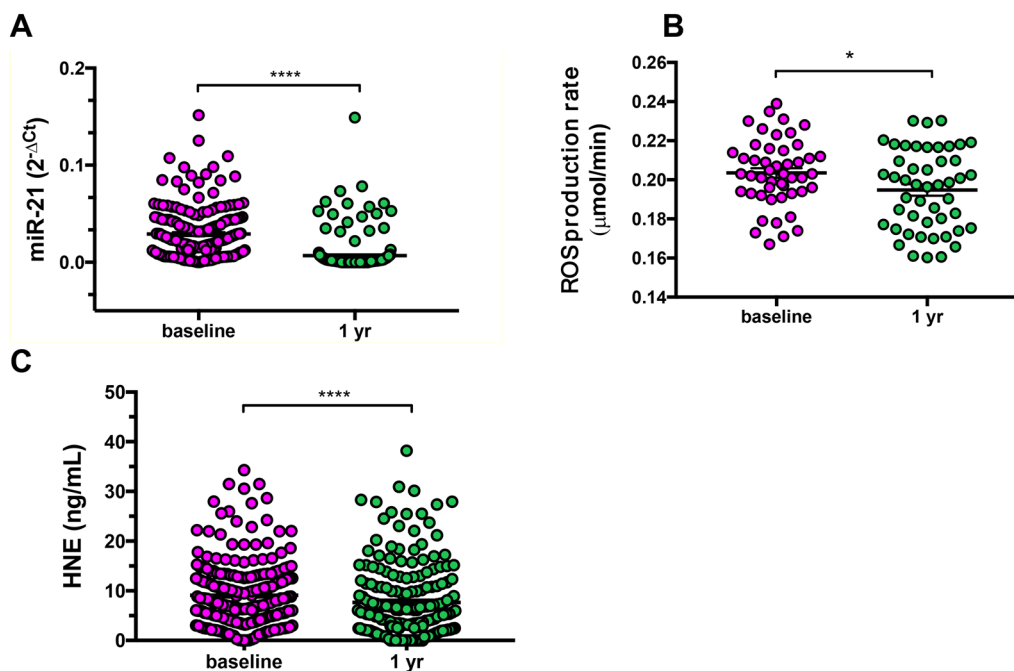 A
miR-21 (2-ΔCt)
0.2
0.1
0.0
****
baseline 1 yr
B
ROS production rate
(μmol/min)
0.26
0.24
0.22
0.20
0.18
0.16
0.14
*
baseline 1 yr
C
HNE (ng/mL)
50
40
30
20
10
0
****
baseline 1 yr